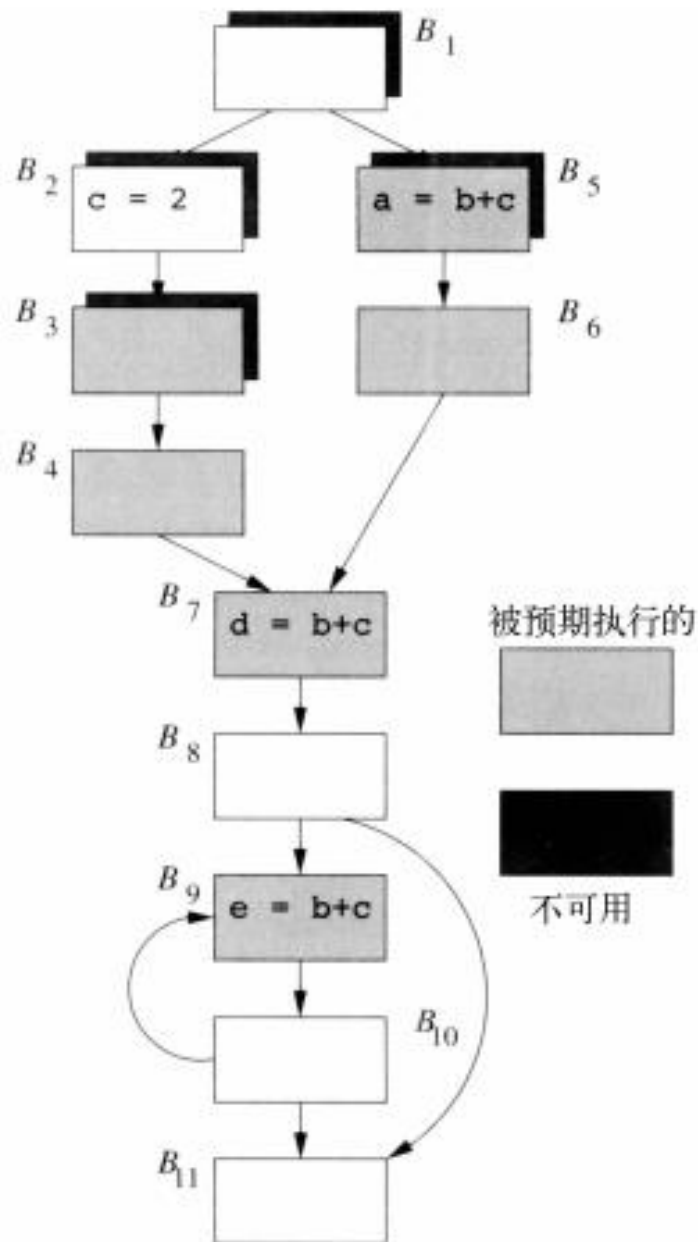 B1
B2
c = 2
a = b+c
B5
B3
B6
B4
B7
d = b+c
被预期执行的
B8
B9
e = b+c
不可用
B10
B11